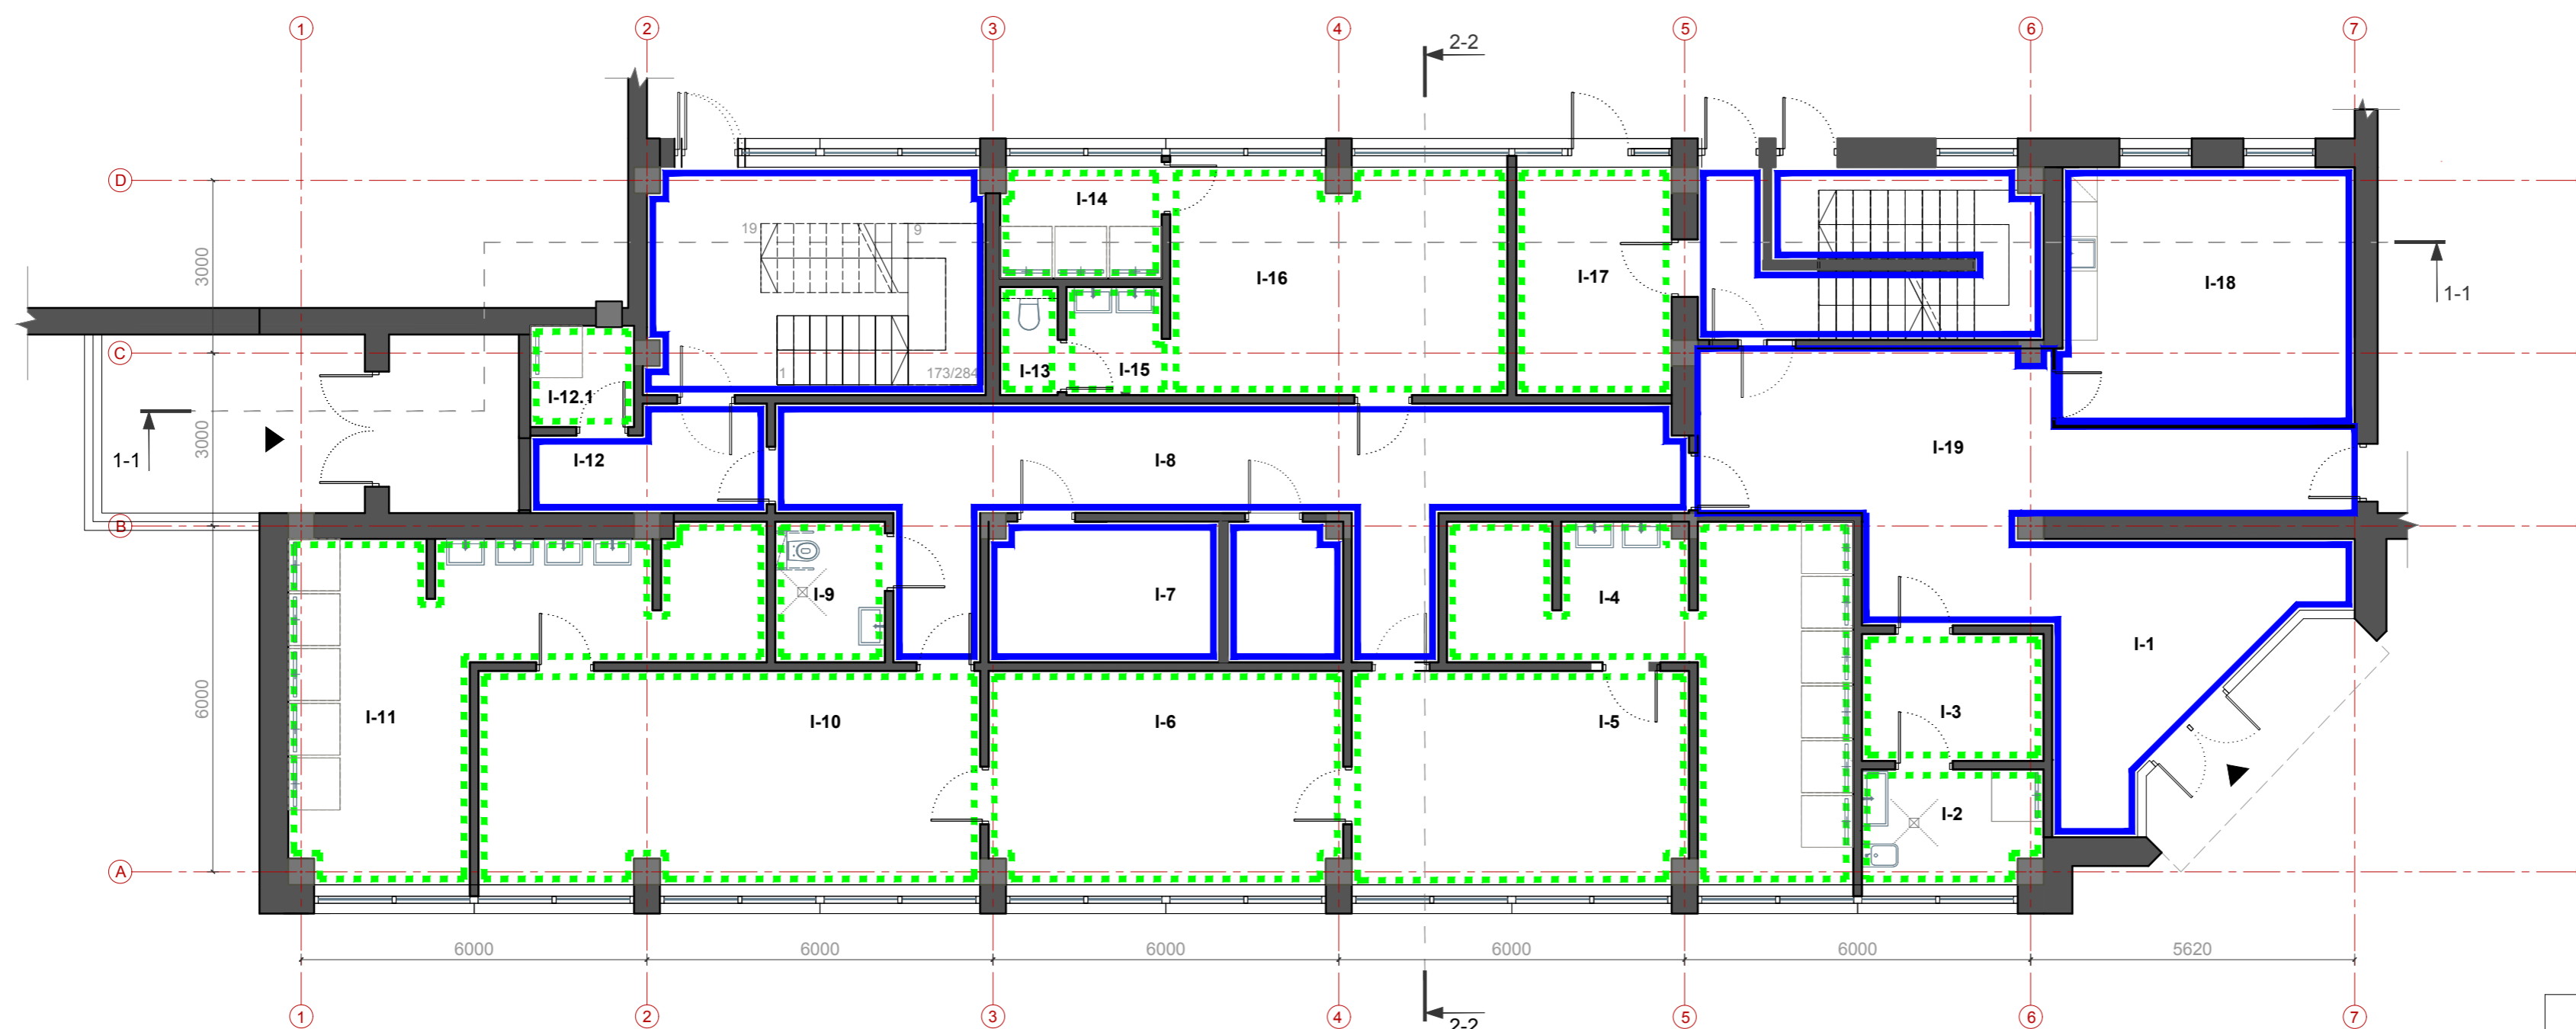 1 2 3 4 5 6 7
2-2
D
I-14
19 9
I-16 I-17 I-18
3000
1-1
C
173/284
1
I-13 I-15
I-12.1
3000
1-1
I-12 I-8 I-19
B
I-9 I-7 I-4
I-1
6000
I-11 I-10 I-6 I-5 I-3
I-2
A
6000 6000 6000 6000 6000 5620
1 2 3 4 5 6 7
2-2